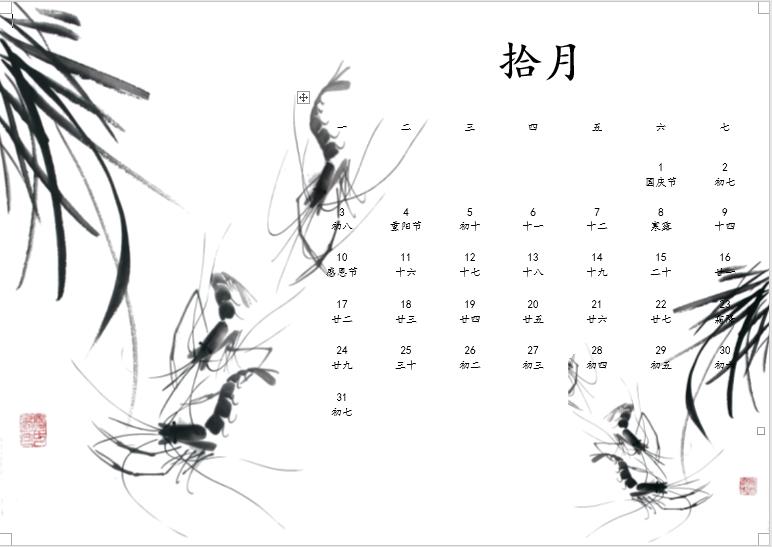 拾月
一 二 三 四 五 六 七
1 2
国庆节 初七
3 4 5 6 7 8 9
初八 重阳节 初十 十一 十二 寒露 十四
10 11 12 13 14 15 16
感恩节 十六 十七 十八 十九 二十 廿一
17 18 19 20 21 22 23
廿二 廿三 廿四 廿五 廿六 廿七
24 25 26 27 28 29 30
廿九 三十 初二 初三 初四 初五 初六
31
初七